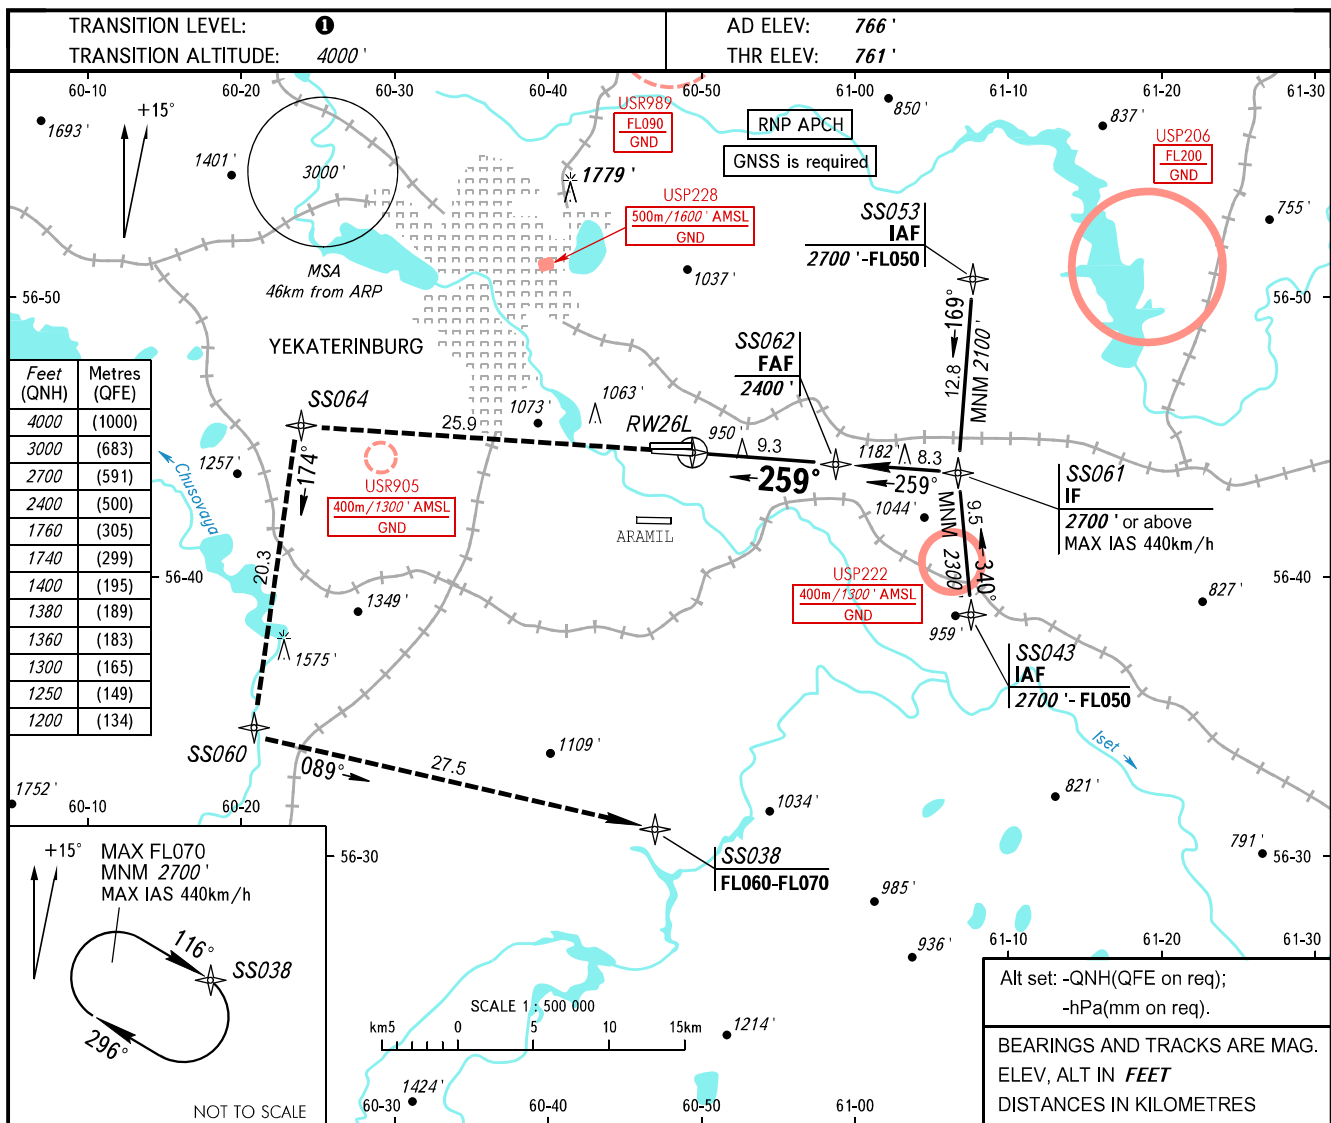 TRANSITION LEVEL: ❶
TRANSITION ALTITUDE: 4000'
AD ELEV: 766'
THR ELEV: 761'
60-10 60-20 60-30 60-40 60-50 61-00 61-10 61-20 61-30
+15°
1693'
1401'
3000'
MSA
46km from ARP
USR989
FL090
GND
RNP APCH
GNSS is required
850'
837'
USP206
FL200
GND
755'
1779'
USP228
500m/1600' AMSL
GND
1037'
SS053
IAF
2700'-FL050
56-50
56-50
YEKATERINBURG
Feet (QNH) Metres (QFE)
4000 (1000)
3000 (683)
2700 (591)
2400 (500)
1760 (305)
1740 (299)
1400 (195)
1380 (189)
1360 (183)
1300 (165)
1250 (149)
1200 (134)
SS064
25.9
1073'
1063'
RW26L
950'
9.3
259°
SS062
FAF
2400'
1182'
8.3
259°
169°
12.8
MNM 2100'
SS061
IF
2700' or above
MAX IAS 440km/h
1257'
Chusovaya
174°
20.3
USR905
400m/1300' AMSL
GND
ARAMIL
1044'
MNM 2300'
9.5
340°
USP222
400m/1300' AMSL
GND
56-40
56-40
827'
959'
1349'
1575'
SS043
IAF
2700'-FL050
SS060
089°
27.5
1109'
Iset
821'
1034'
791'
1752'
60-10 60-20
SS038
FL060-FL070
56-30
56-30
985'
936'
+15°
MAX FL070
MNM 2700'
MAX IAS 440km/h
116°
SS038
296°
NOT TO SCALE
SCALE 1 : 500 000
km5 0 5 10 15km
1214'
1424'
60-30 60-40 60-50 61-00
61-10 61-20 61-30
Alt set: -QNH(QFE on req);
-hPa(mm on req).
BEARINGS AND TRACKS ARE MAG.
ELEV, ALT IN FEET
DISTANCES IN KILOMETRES